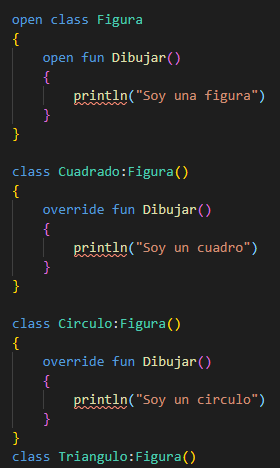 open class Figura
{
open fun Dibujar()
{
println("Soy una figura")
}
}
class Cuadrado:Figura()
{
override fun Dibujar()
{
println("Soy un cuadro")
}
}
class Circulo:Figura()
{
override fun Dibujar()
{
println("Soy un circulo")
}
}
class Triangulo:Figura()